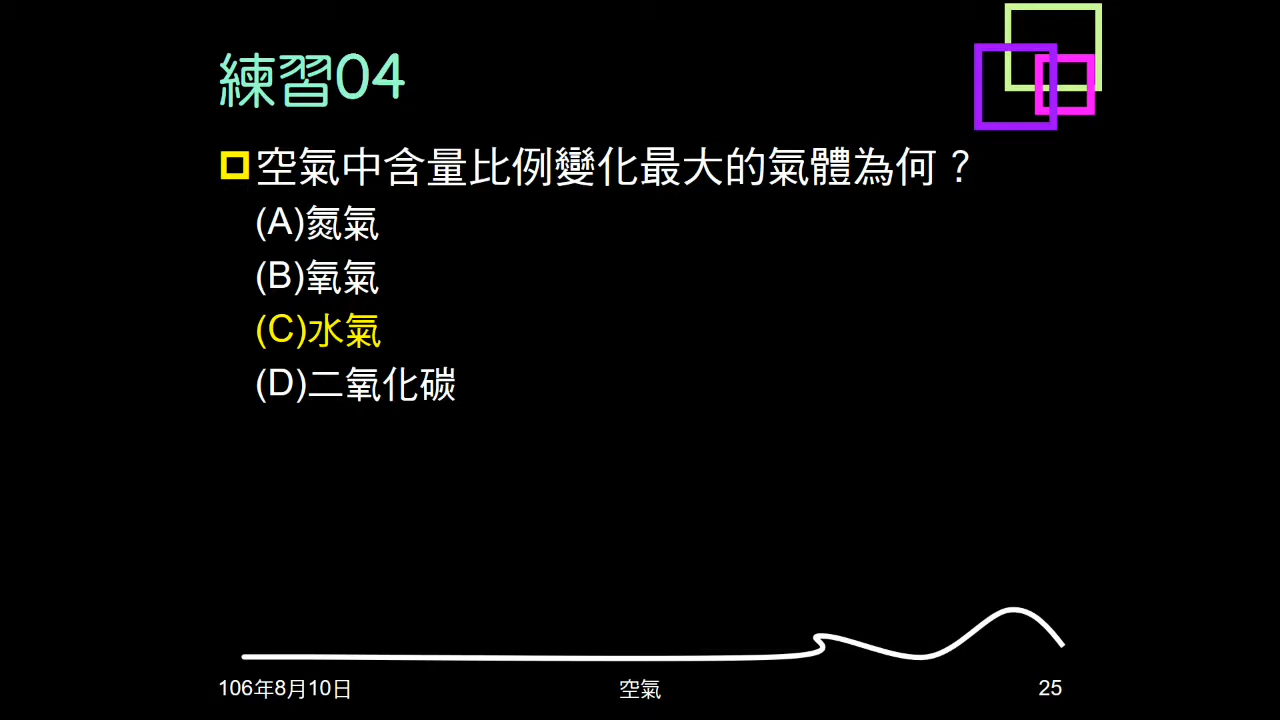 練習04
空氣中含量比例變化最大的氣體為何？
(A)氮氣
(B)氧氣
(C)水氣
(D)二氧化碳
106年8月10日
空氣
25